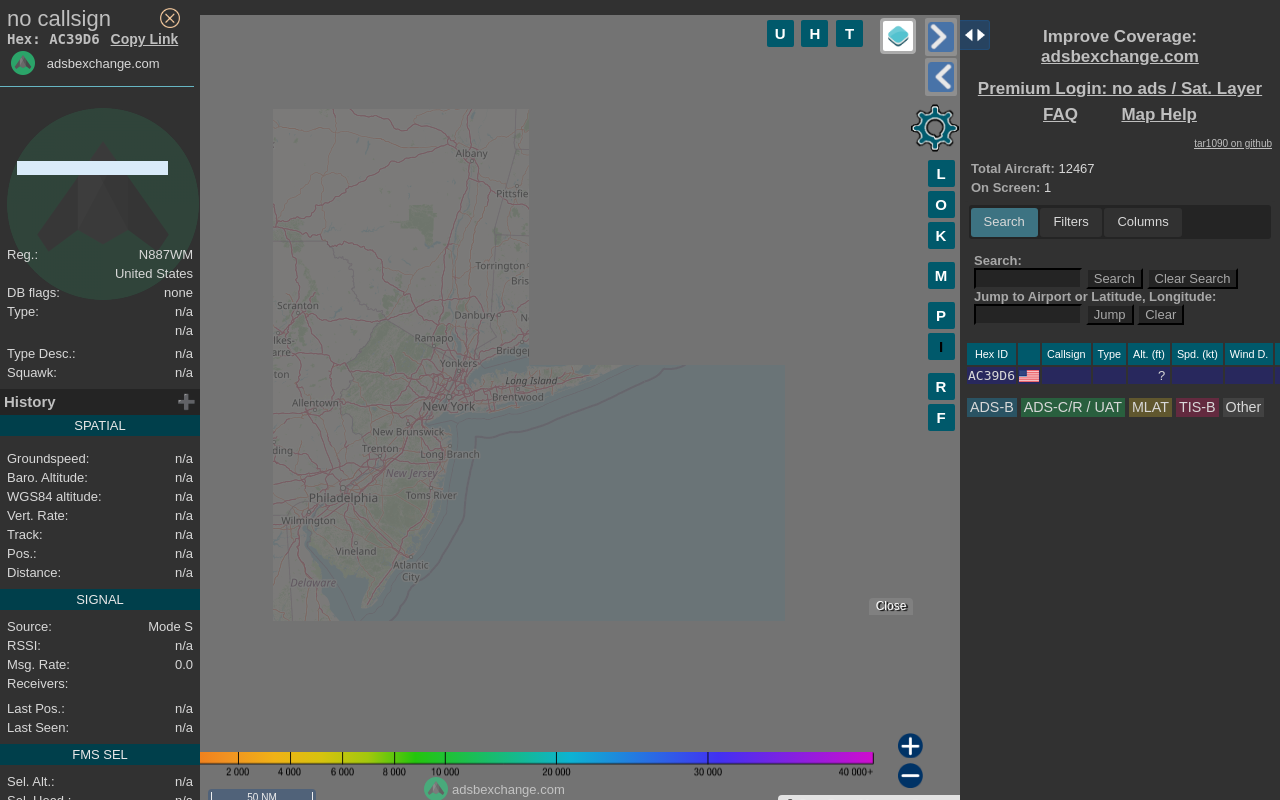 no callsign
Hex: AC39D6 Copy Link
adsbexchange.com
Reg.: N887WM
United States
DB flags: none
Type: n/a
n/a
Type Desc.: n/a
Squawk: n/a
History
SPATIAL
Groundspeed: n/a
Baro. Altitude: n/a
WGS84 altitude: n/a
Vert. Rate: n/a
Track: n/a
Pos.: n/a
Distance: n/a
SIGNAL
Source: Mode S
RSSI: n/a
Msg. Rate: 0.0
Receivers:
Last Pos.: n/a
Last Seen: n/a
FMS SEL
Sel. Alt.: n/a
U H T
L
O
K
M
P
I
R
F
Albany
Pittsfie
Torrington
Bris
Scranton
Danbury
N
lkes
arre
Ramapo
Bridgep
Yonkers
ton
Long Island
Brentwood
Allentown
New York
New Brunswick
Trenton
Long Branch
ding
New Jersey
Philadelphia
Toms River
Wilmington
Vineland
Atlantic
City
Delaware
Close
2 000 4 000 6 000 8 000 10 000 20 000 30 000 40 000+
adsbexchange.com
50 NM
Improve Coverage:
adsbexchange.com
Premium Login: no ads / Sat. Layer
FAQ Map Help
tar1090 on github
Total Aircraft: 12467
On Screen: 1
Search Filters Columns
Search:
Search Clear Search
Jump to Airport or Latitude, Longitude:
Jump Clear
Hex ID Callsign Type Alt. (ft) Spd. (kt) Wind D.
AC39D6 ?
ADS-B ADS-C/R / UAT MLAT TIS-B Other